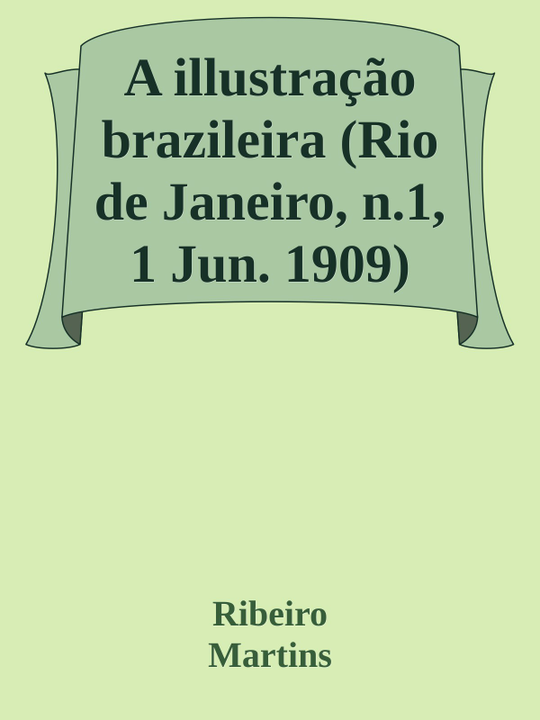 A illustração
brazileira (Rio
de Janeiro, n.1,
1 Jun. 1909)
Ribeiro
Martins